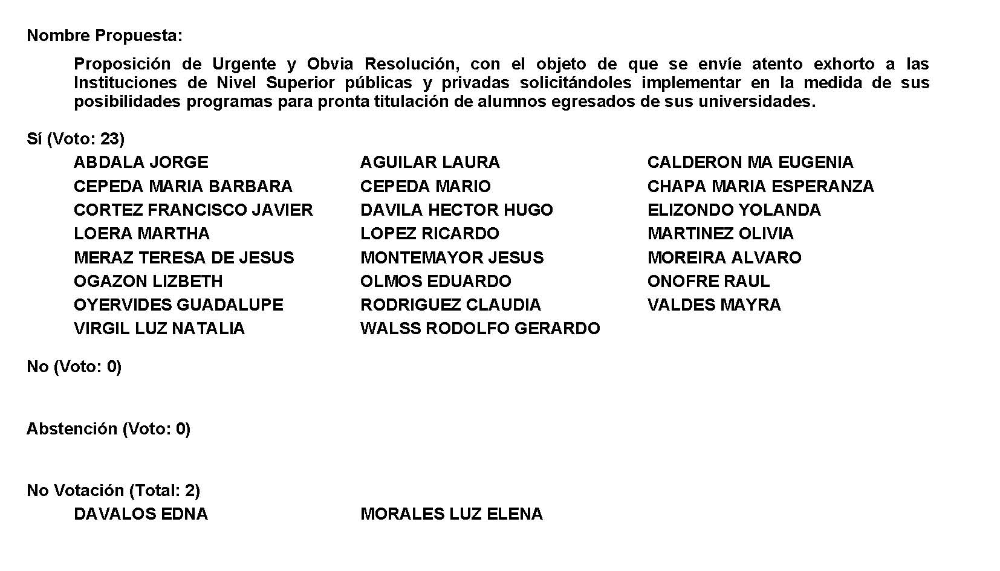 Nombre Propuesta:
Proposición de Urgente y Obvia Resolución, con el objeto de que se envíe atento exhorto a las
Instituciones de Nivel Superior públicas y privadas solicitándoles implementar en la medida de sus
posibilidades programas para pronta titulación de alumnos egresados de sus universidades.
Sí (Voto: 23)
ABDALA JORGE AGUILAR LAURA CALDERON MA EUGENIA
CEPEDA MARIA BARBARA CEPEDA MARIO CHAPA MARIA ESPERANZA
CORTEZ FRANCISCO JAVIER DAVILA HECTOR HUGO ELIZONDO YOLANDA
LOERA MARTHA LOPEZ RICARDO MARTINEZ OLIVIA
MERAZ TERESA DE JESUS MONTEMAYOR JESUS MOREIRA ALVARO
OGAZON LIZBETH OLMOS EDUARDO ONOFRE RAUL
OYERVIDES GUADALUPE RODRIGUEZ CLAUDIA VALDES MAYRA
VIRGIL LUZ NATALIA WALSS RODOLFO GERARDO
No (Voto: 0)
Abstención (Voto: 0)
No Votación (Total: 2)
DAVALOS EDNA MORALES LUZ ELENA